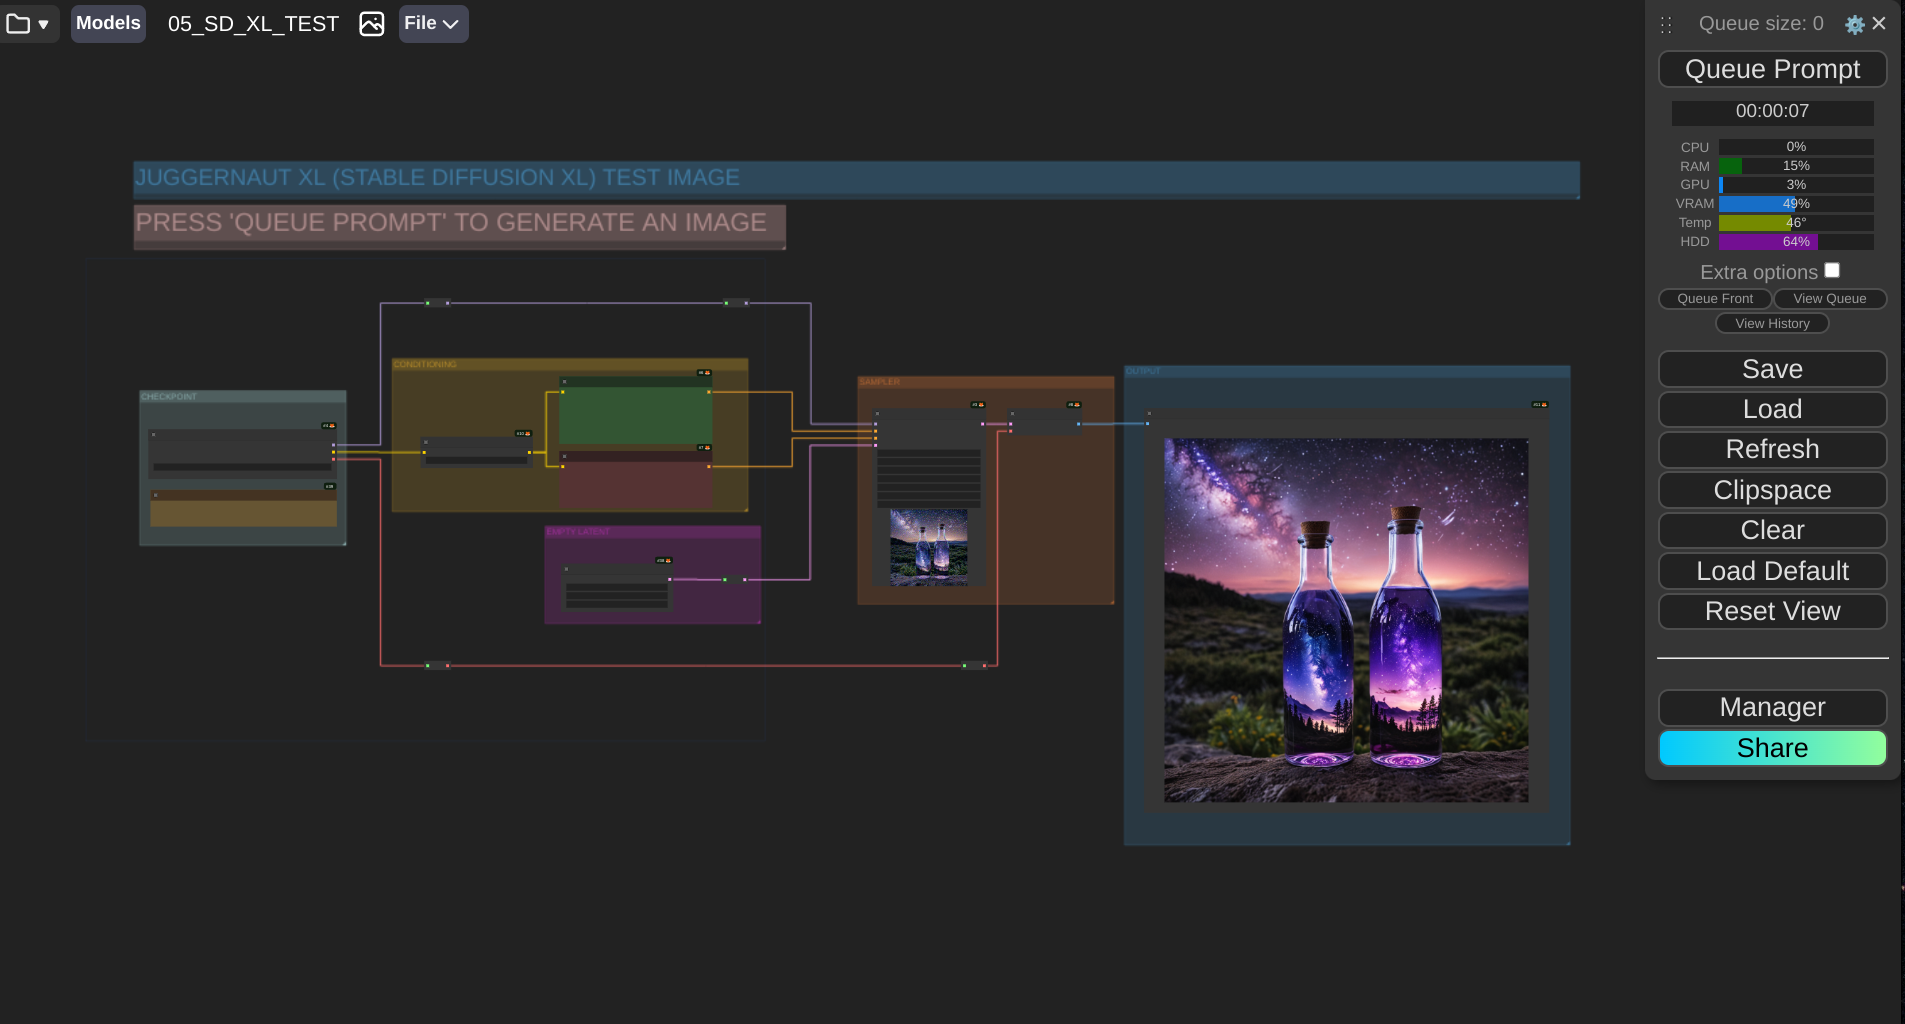 Models
05_SD_XL_TEST
File
Queue size: 0
Queue Prompt
00:00:07
CPU 0%
RAM 15%
GPU 3%
VRAM 49%
Temp 46°
HDD 64%
Extra options
Queue Front
View Queue
View History
Save
Load
Refresh
Clipspace
Clear
Load Default
Reset View
Manager
Share
JUGGERNAUT XL (STABLE DIFFUSION XL) TEST IMAGE
PRESS 'QUEUE PROMPT' TO GENERATE AN IMAGE
CHECKPOINT
CONDITIONING
EMPTY LATENT
SAMPLER
OUTPUT